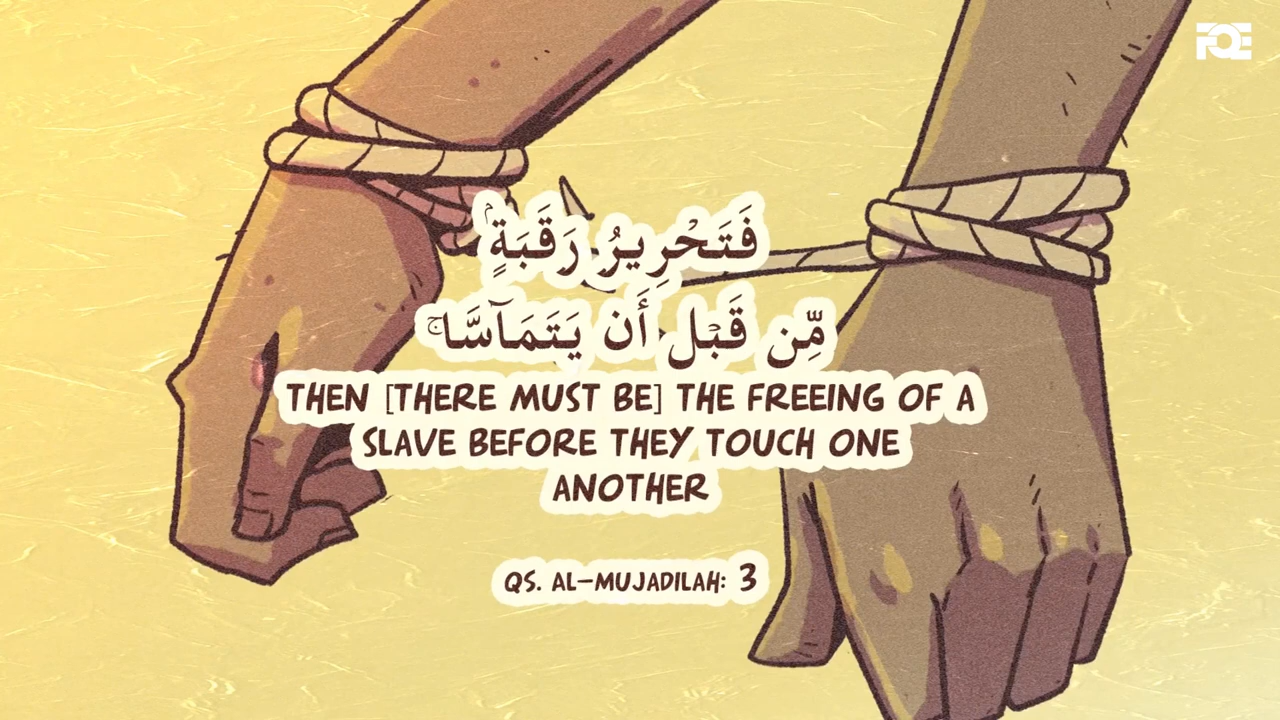 FQE
فَتَحْرِيرُ رَقَبَةٍۢ
مِّن قَبْلِ أَن يَتَمَآسَّا ۚ
THEN [THERE MUST BE] THE FREEING OF A
SLAVE BEFORE THEY TOUCH ONE
ANOTHER
QS. AL-MUJADILAH: 3